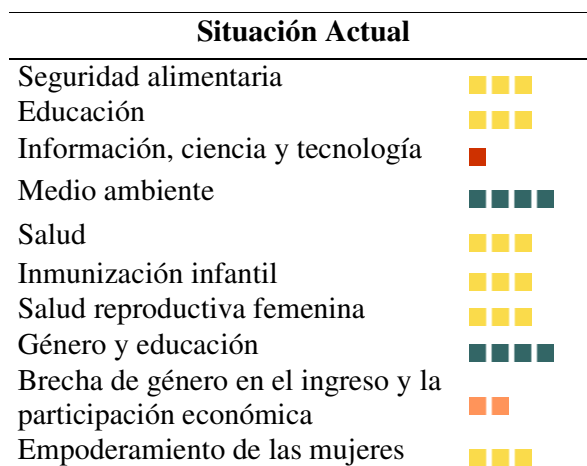 Situación Actual
Seguridad alimentaria
Educación
Información, ciencia y tecnología
Medio ambiente
Salud
Inmunización infantil
Salud reproductiva femenina
Género y educación
Brecha de género en el ingreso y la
participación económica
Empoderamiento de las mujeres